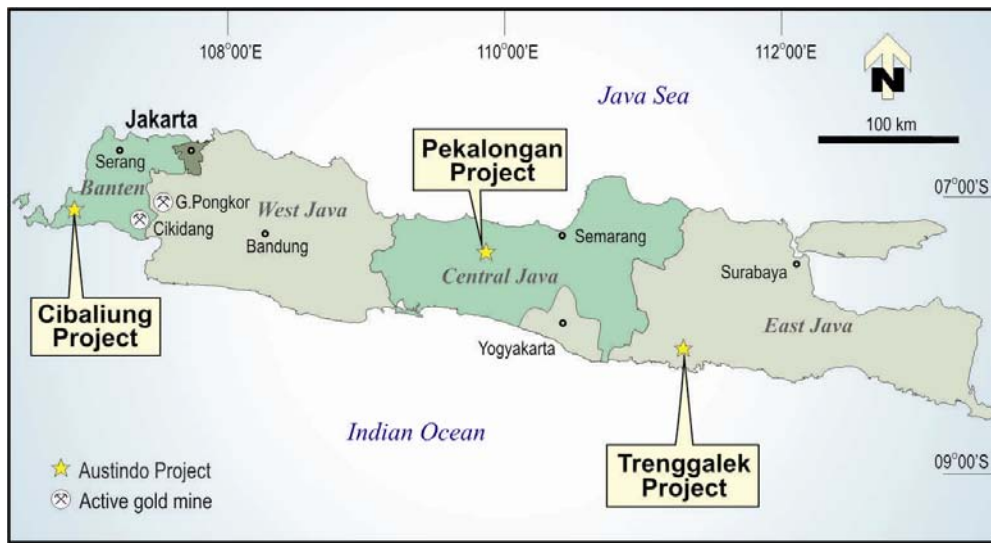 108°00'E
110°00'E
112°00'E
Java Sea
N
100 km
Jakarta
Serang
Pekalongan
Project
07°00'S
Banten
G.Pongkor
West Java
Cikidang
Bandung
Semarang
Central Java
Surabaya
Cibaliung
Project
East Java
Yogyakarta
Indian Ocean
Trenggalek
Project
09°00'S
Austindo Project
Active gold mine